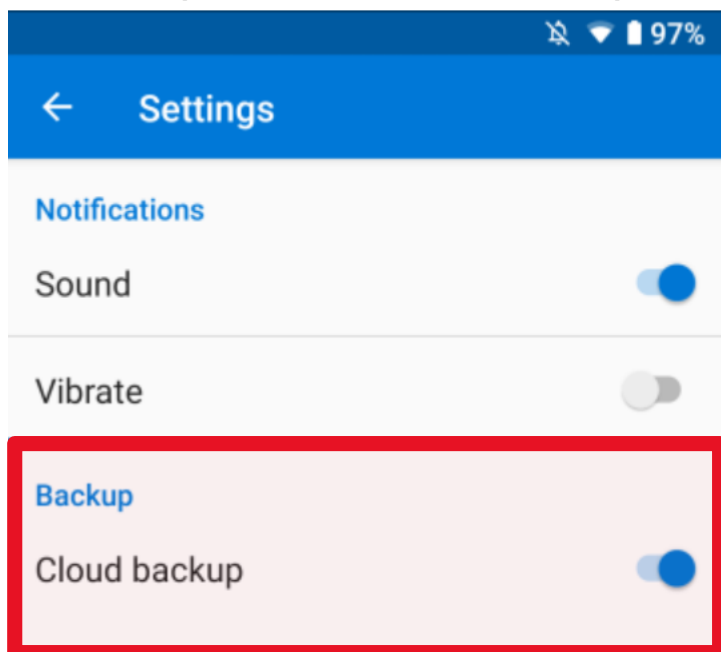 97%
Settings
Notifications
Sound
Vibrate
Backup
Cloud backup